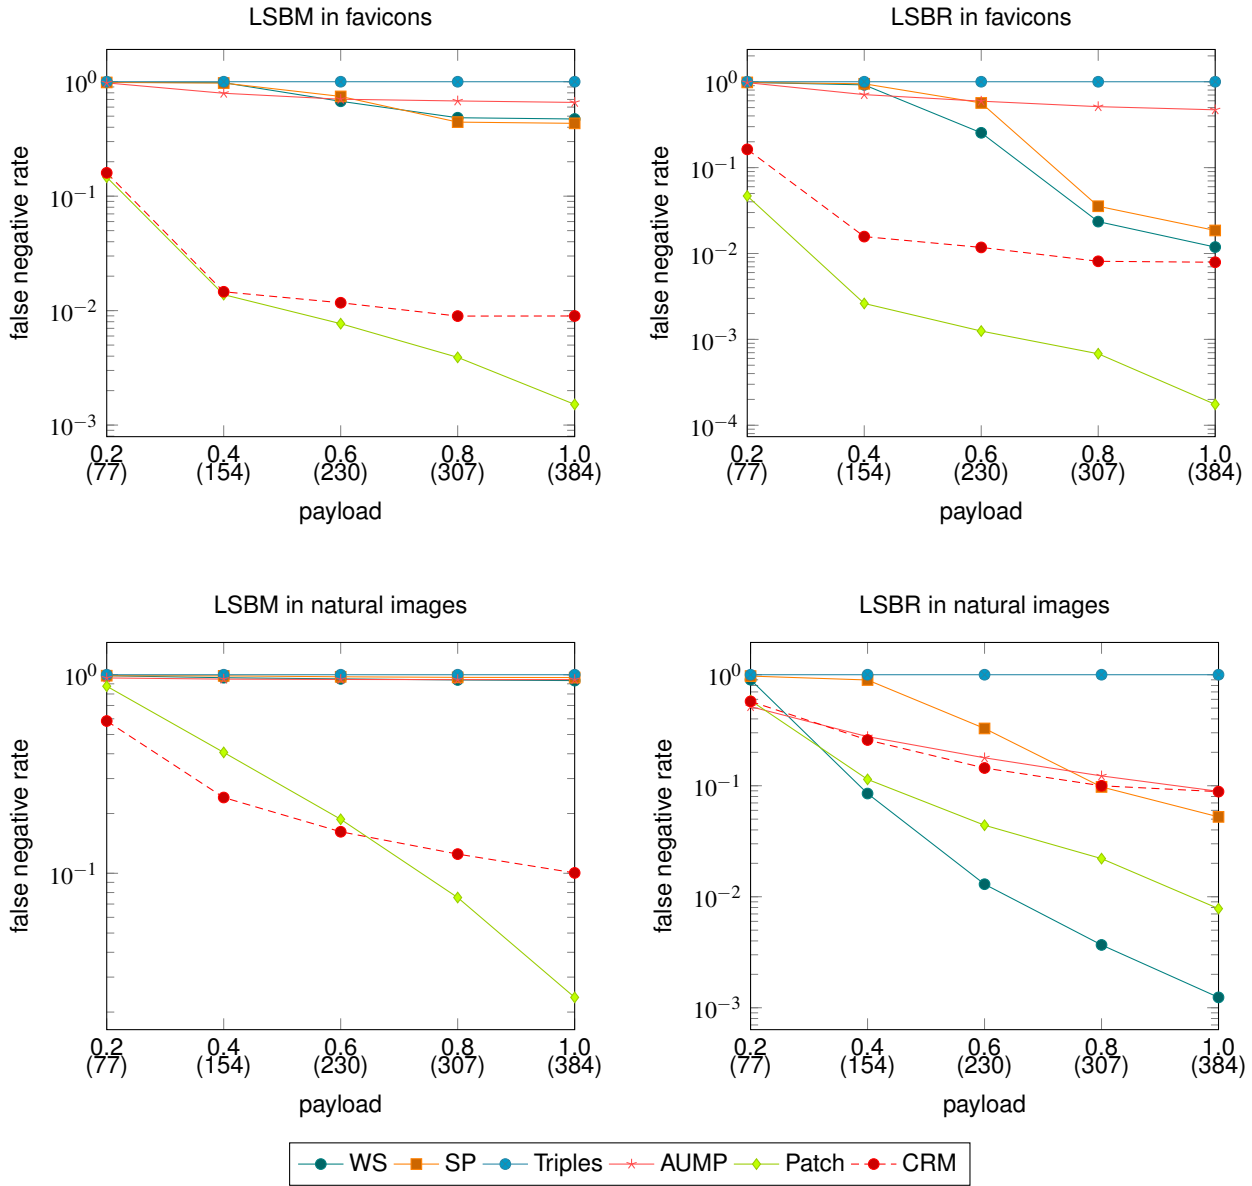 LSBM in favicons
10^0
10^−1
10^−2
10^−3
false negative rate
0.2 0.4 0.6 0.8 1.0
(77) (154) (230) (307) (384)
payload
LSBR in favicons
10^0
10^−1
10^−2
10^−3
10^−4
false negative rate
0.2 0.4 0.6 0.8 1.0
(77) (154) (230) (307) (384)
payload
LSBM in natural images
10^0
10^−1
false negative rate
0.2 0.4 0.6 0.8 1.0
(77) (154) (230) (307) (384)
payload
LSBR in natural images
10^0
10^−1
10^−2
10^−3
false negative rate
0.2 0.4 0.6 0.8 1.0
(77) (154) (230) (307) (384)
payload
WS SP Triples AUMP Patch CRM